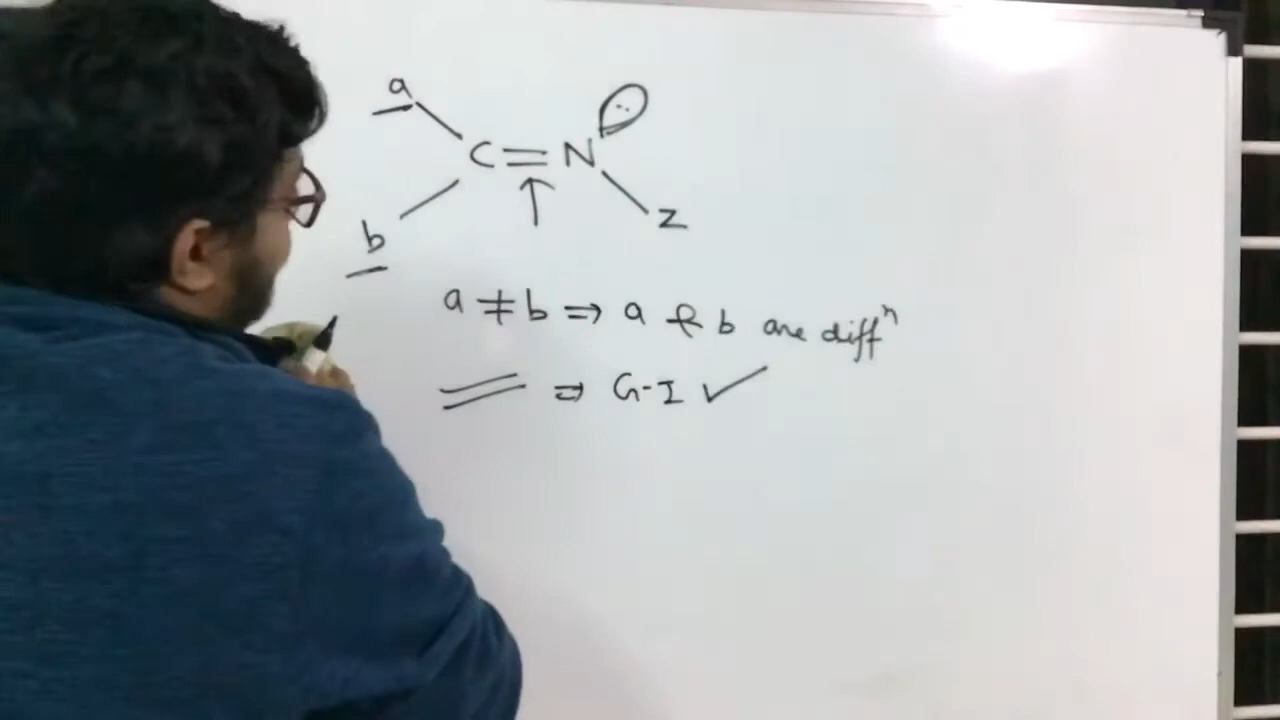 a
C = N
b
z
a ≠ b ⇒ a & b are diffⁿ
= ⇒ G-I ✓